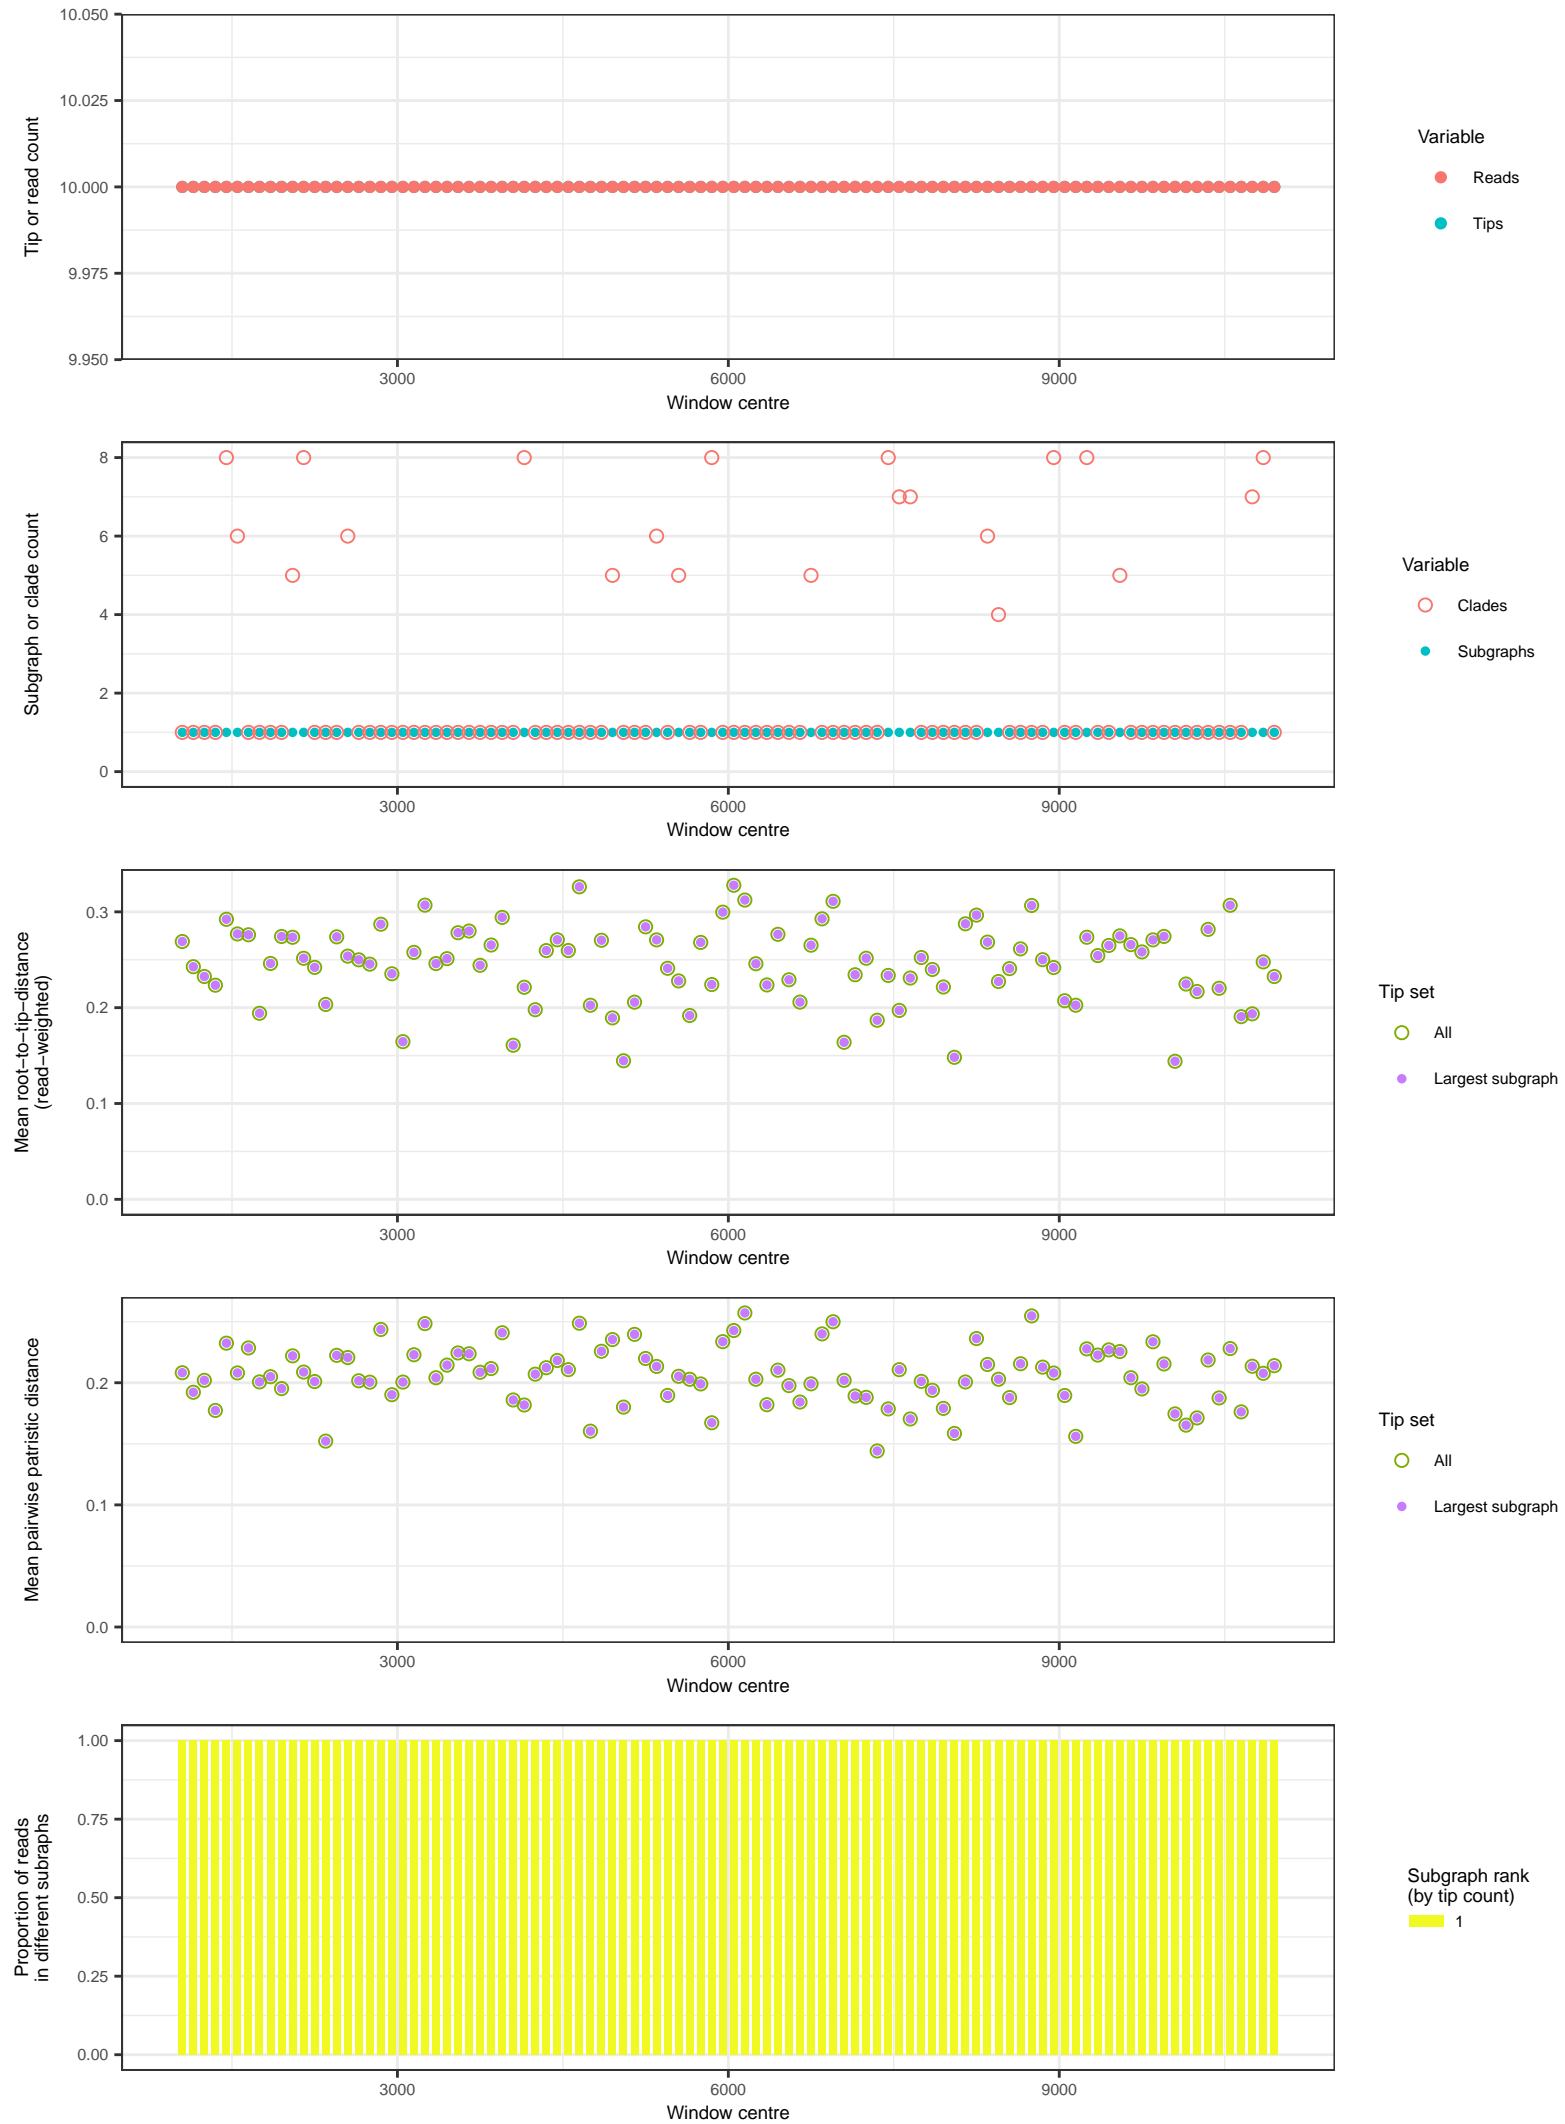 10.050
10.025
10.000
9.975
9.950
Tip or read count
3000
6000
9000
Window centre
Variable
Reads
Tips
8
6
4
2
0
Subgraph or clade count
3000
6000
9000
Window centre
Variable
Clades
Subgraphs
0.3
0.2
0.1
0.0
Mean root−to−tip−distance
(read−weighted)
3000
6000
9000
Window centre
Tip set
All
Largest subgraph
0.2
0.1
0.0
Mean pairwise patristic distance
3000
6000
9000
Window centre
Tip set
All
Largest subgraph
1.00
0.75
0.50
0.25
0.00
Proportion of reads
in different subraphs
3000
6000
9000
Window centre
Subgraph rank
(by tip count)
1